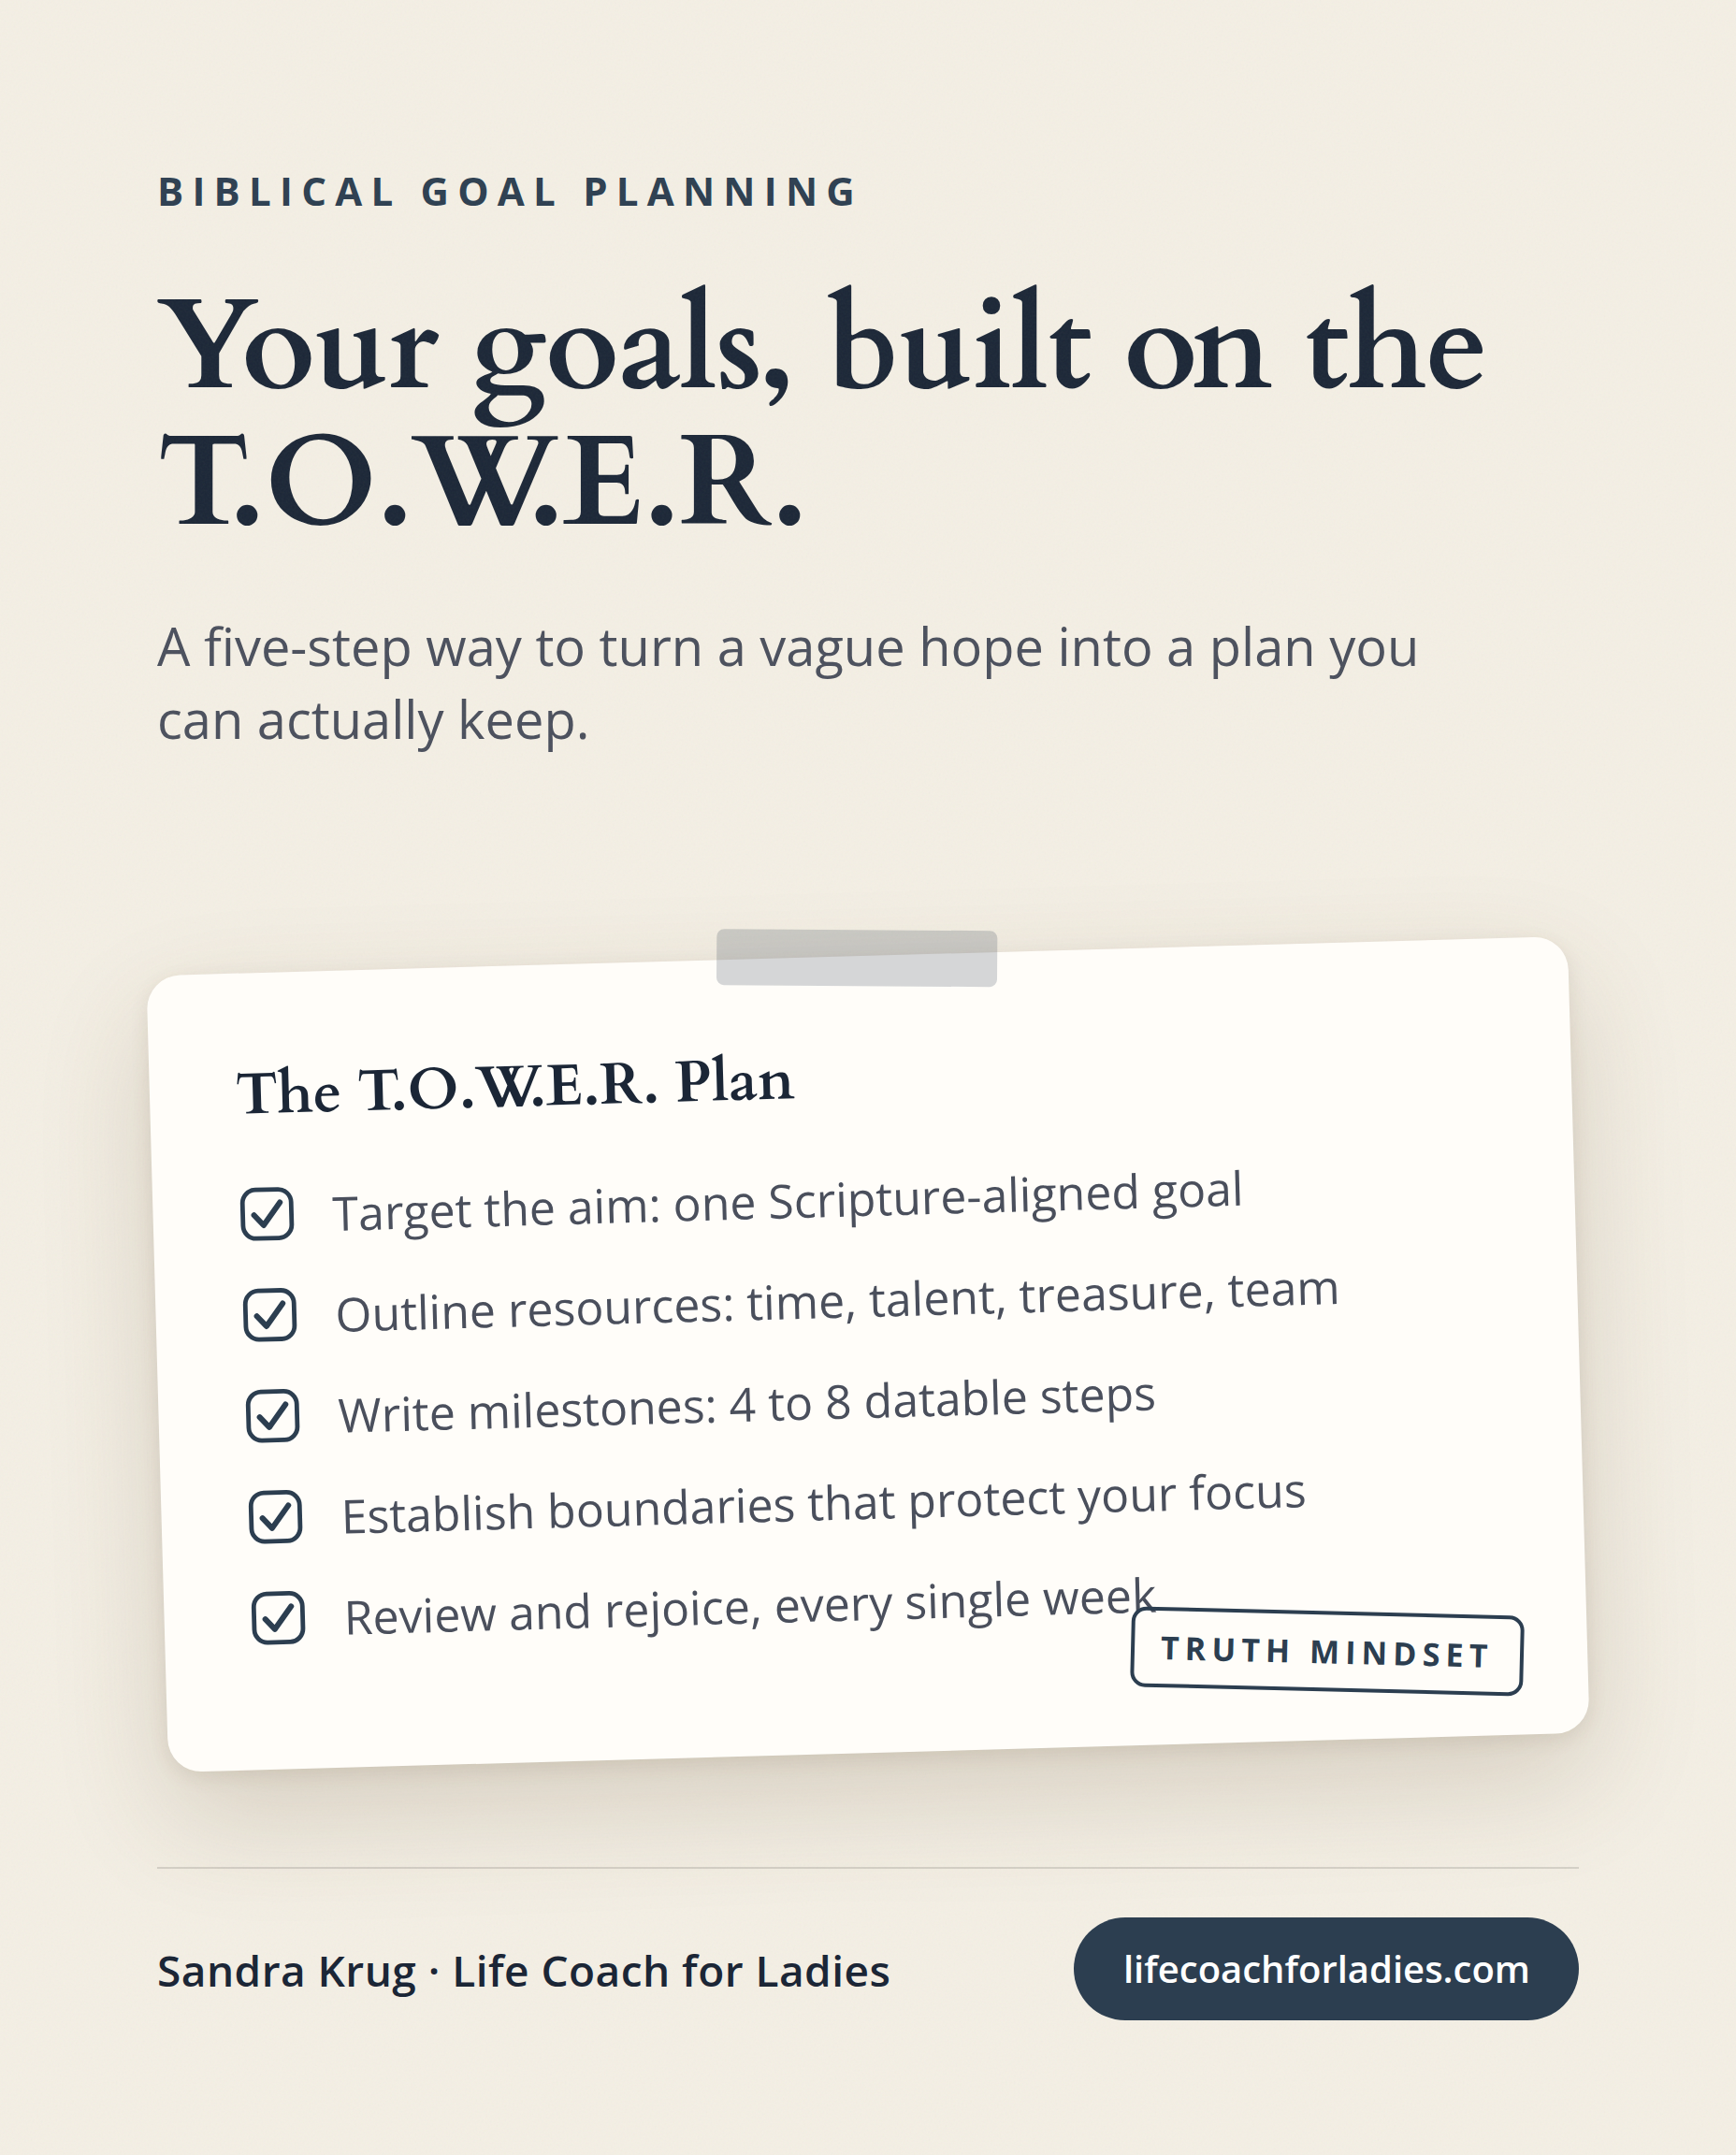 BIBLICAL GOAL PLANNING
Your goals, built on the
T.O.W.E.R.
A five-step way to turn a vague hope into a plan you
can actually keep.
The T.O.W.E.R. Plan
Target the aim: one Scripture-aligned goal
Outline resources: time, talent, treasure, team
Write milestones: 4 to 8 datable steps
Establish boundaries that protect your focus
Review and rejoice, every single week
TRUTH MINDSET
Sandra Krug · Life Coach for Ladies
lifecoachforladies.com